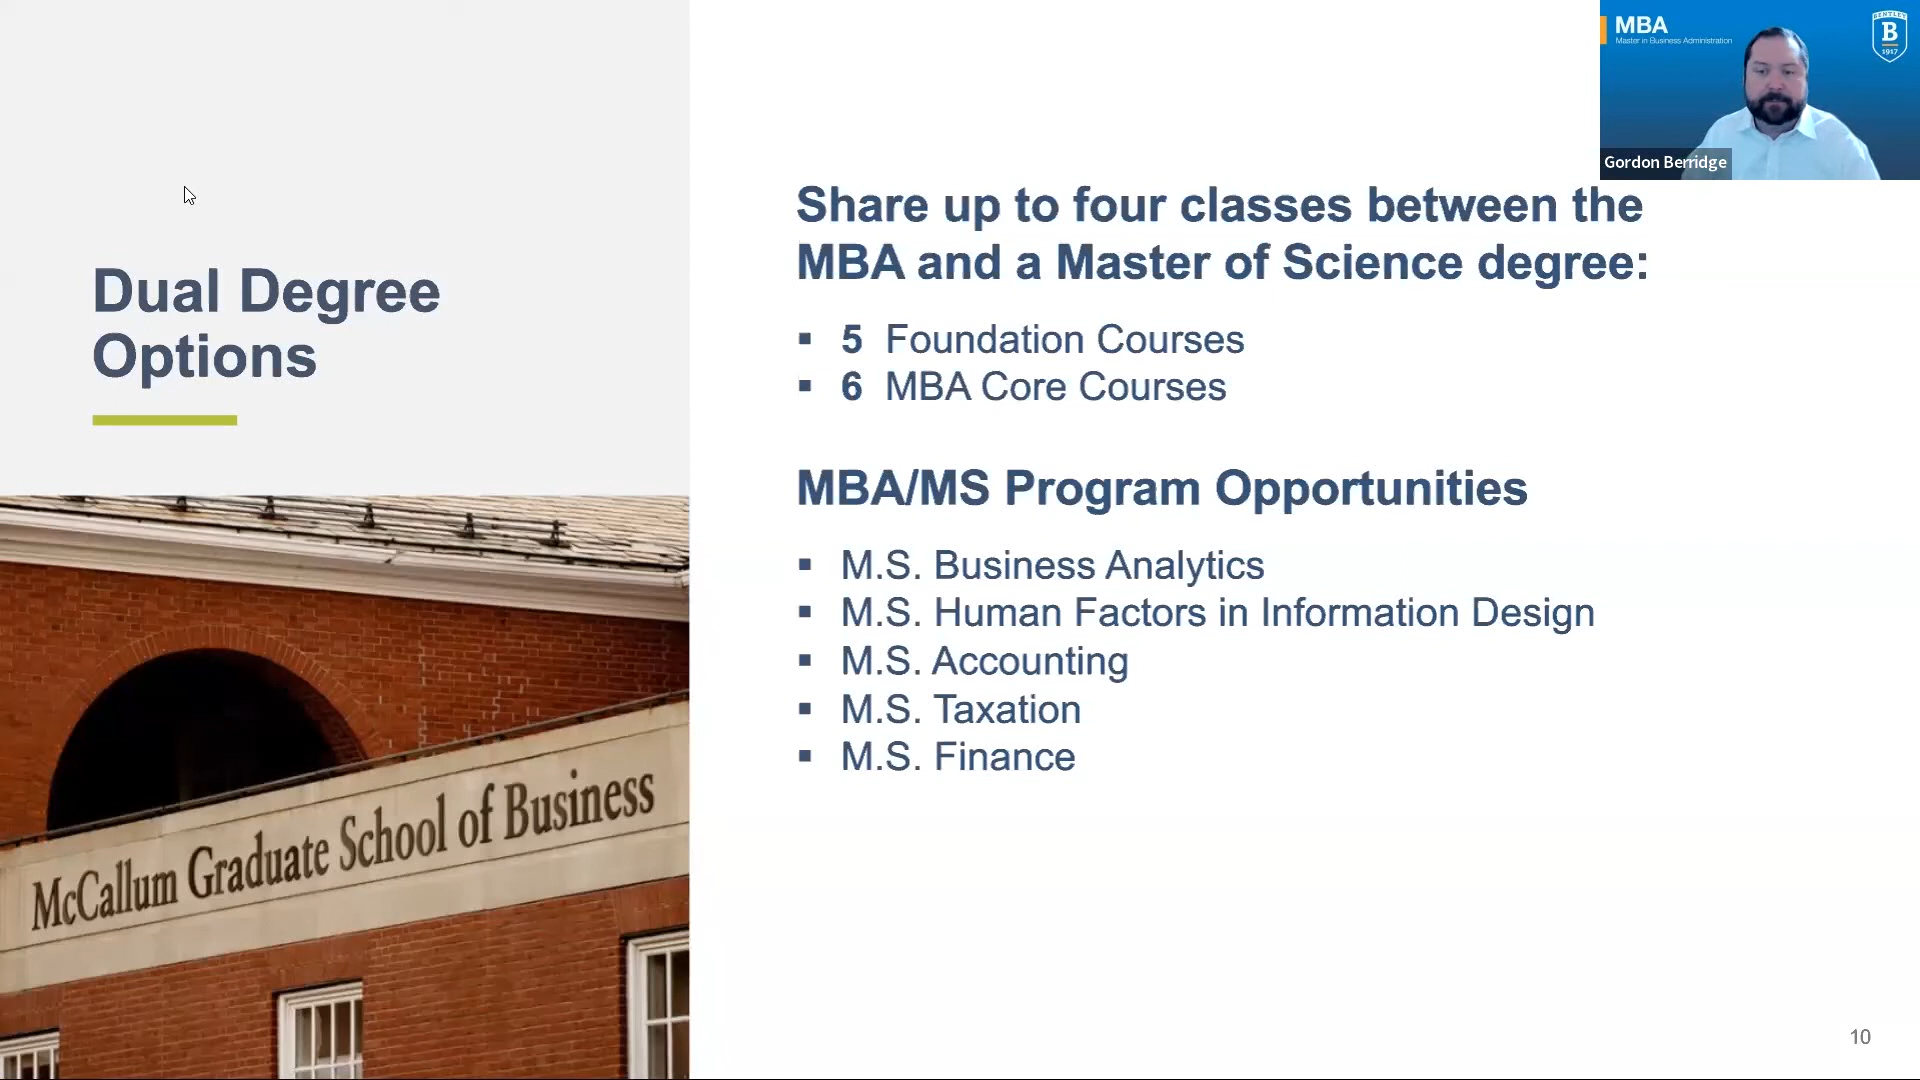 MBA
Master in Business Administration
BENTLEY
B
1917
Gordon Berridge
Dual Degree
Options
Share up to four classes between the
MBA and a Master of Science degree:
▪ 5 Foundation Courses
▪ 6 MBA Core Courses
MBA/MS Program Opportunities
▪ M.S. Business Analytics
▪ M.S. Human Factors in Information Design
▪ M.S. Accounting
▪ M.S. Taxation
▪ M.S. Finance
McCallum Graduate School of Business
10